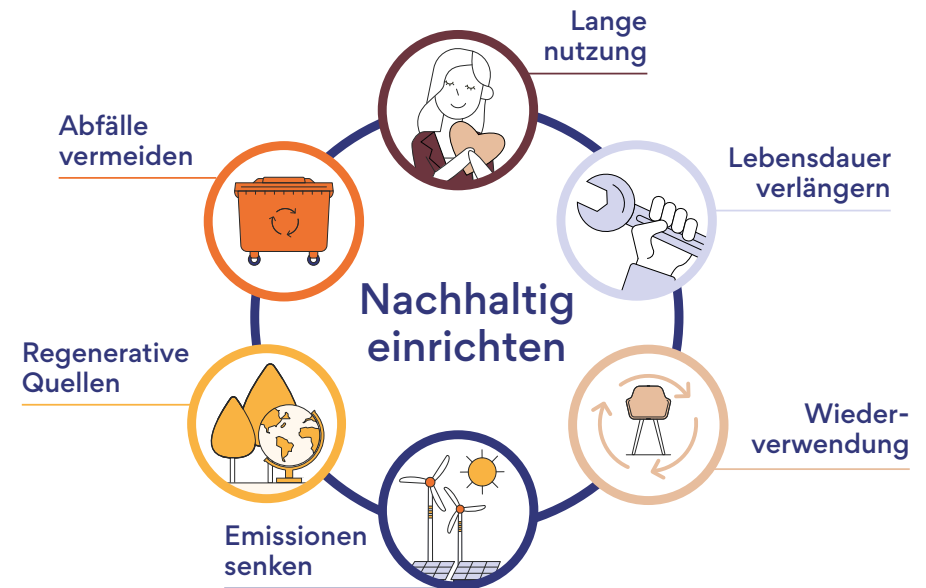 Lange
nutzung
Abfälle
vermeiden
Lebensdauer
verlängern
Nachhaltig
einrichten
Regenerative
Quellen
Wieder-
verwendung
Emissionen
senken